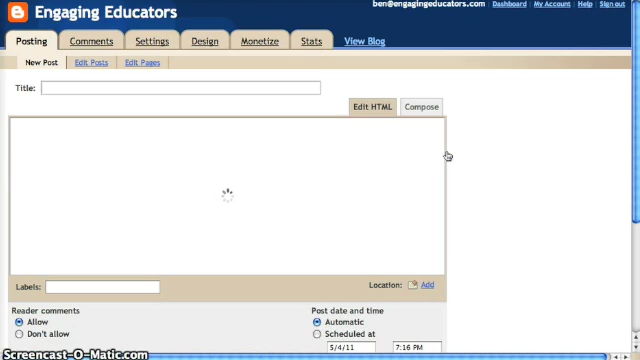 Engaging Educators
ben@engagingeducators.com Dashboard My Account Help Sign out
Posting Comments Settings Design Monetize Stats View Blog
New Post Edit Posts Edit Pages
Title:
Edit HTML Compose
Labels: Location: Add
Reader comments Post date and time
Allow Automatic
Don't allow Scheduled at
5/4/11 7:16 PM
Screencast-O-Matic.com